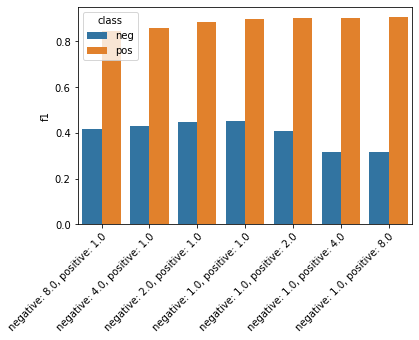 class
neg
pos
f1
0.8
0.6
0.4
0.2
0.0
negative: 8.0, positive: 1.0
negative: 4.0, positive: 1.0
negative: 2.0, positive: 1.0
negative: 1.0, positive: 1.0
negative: 1.0, positive: 2.0
negative: 1.0, positive: 4.0
negative: 1.0, positive: 8.0